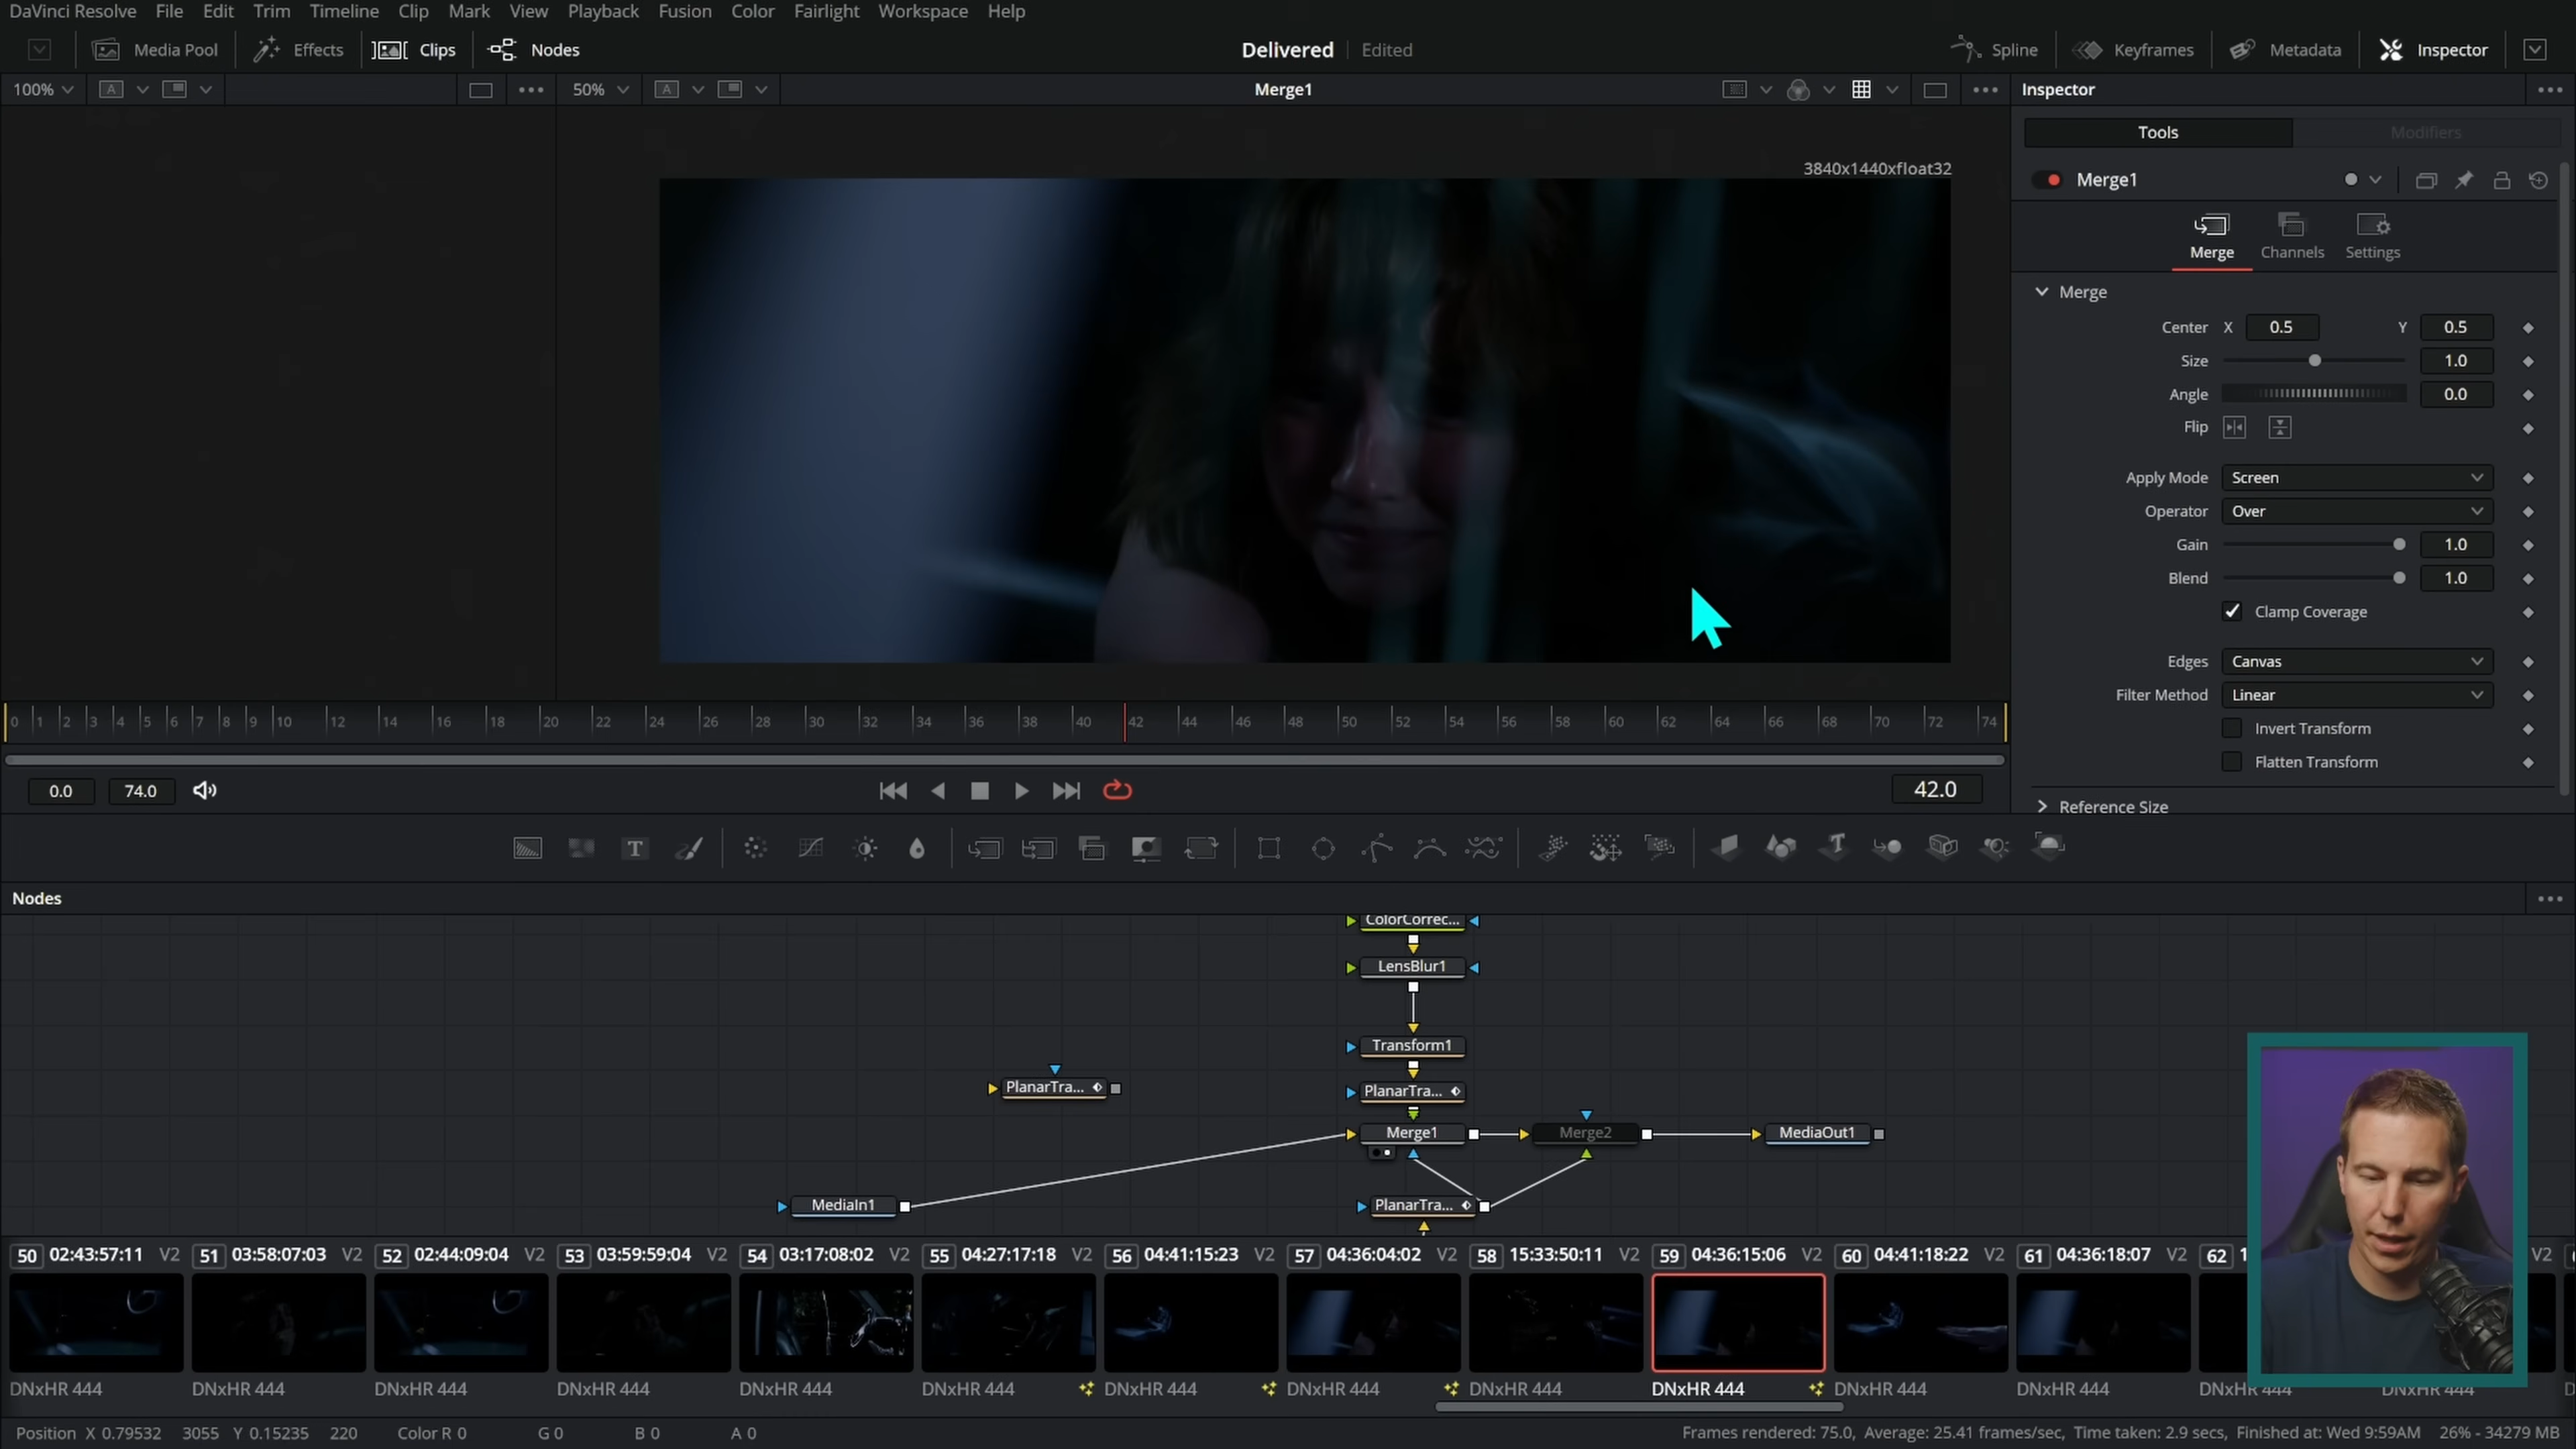 DaVinci Resolve File Edit Trim Timeline Clip Mark View Playback Fusion Color Fairlight Workspace Help
Media Pool Effects Clips Nodes Delivered Edited Spline Keyframes Metadata Inspector
100% A 50% A Merge1 Inspector
Tools Modifiers
3840x1440xfloat32
Merge1
Merge Channels Settings
Merge
Center X 0.5 Y 0.5
Size 1.0
Angle 0.0
Flip
Apply Mode Screen
Operator Over
Gain 1.0
Blend 1.0
Clamp Coverage
Edges Canvas
Filter Method Linear
Invert Transform
Flatten Transform
Reference Size
0 1 2 3 4 5 6 7 8 9 10 12 14 16 18 20 22 24 26 28 30 32 34 36 38 40 42 44 46 48 50 52 54 56 58 60 62 64 66 68 70 72 74
0.0 74.0 42.0
T T
Nodes
ColorCorrec...
LensBlur1
Transform1
PlanarTra... PlanarTra...
Merge1 Merge2 MediaOut1
MediaIn1 PlanarTra...
50 02:43:57:11 V2 51 03:58:07:03 V2 52 02:44:09:04 V2 53 03:59:59:04 V2 54 03:17:08:02 V2 55 04:27:17:18 V2 56 04:41:15:23 V2 57 04:36:04:02 V2 58 15:33:50:11 V2 59 04:36:15:06 V2 60 04:41:18:22 V2 61 04:36:18:07 V2 62 1 V2
DNxHR 444 DNxHR 444 DNxHR 444 DNxHR 444 DNxHR 444 DNxHR 444 DNxHR 444 DNxHR 444 DNxHR 444 DNxHR 444 DNxHR 444 DNxHR 444 DNxHR 444 DNxHR 444
Position X 0.79532 3055 Y 0.15235 220 Color R 0 G 0 B 0 A 0 Frames rendered: 75.0, Average: 25.41 frames/sec, Time taken: 2.9 secs, Finished at: Wed 9:59AM 26% - 34279 MB